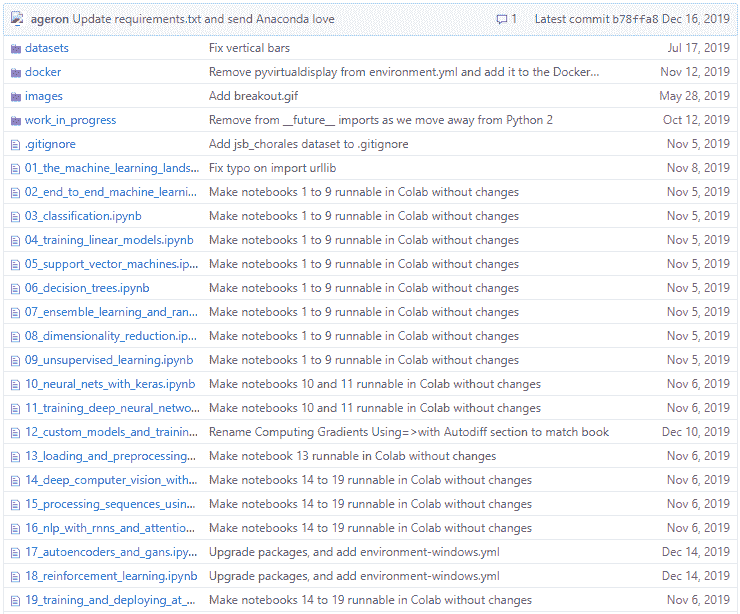 ageron Update requirements.txt and send Anaconda love 1 Latest commit b78ffa8 Dec 16, 2019
datasets Fix vertical bars Jul 17, 2019
docker Remove pyvirtualdisplay from environment.yml and add it to the Docker... Nov 12, 2019
images Add breakout.gif May 28, 2019
work_in_progress Remove from __future__ imports as we move away from Python 2 Oct 12, 2019
.gitignore Add jsb_chorales dataset to .gitignore Nov 5, 2019
01_the_machine_learning_lands... Fix typo on import urllib Nov 8, 2019
02_end_to_end_machine_learni... Make notebooks 1 to 9 runnable in Colab without changes Nov 5, 2019
03_classification.ipynb Make notebooks 1 to 9 runnable in Colab without changes Nov 5, 2019
04_training_linear_models.ipynb Make notebooks 1 to 9 runnable in Colab without changes Nov 5, 2019
05_support_vector_machines.ip... Make notebooks 1 to 9 runnable in Colab without changes Nov 5, 2019
06_decision_trees.ipynb Make notebooks 1 to 9 runnable in Colab without changes Nov 5, 2019
07_ensemble_learning_and_ran... Make notebooks 1 to 9 runnable in Colab without changes Nov 5, 2019
08_dimensionality_reduction.ip... Make notebooks 1 to 9 runnable in Colab without changes Nov 5, 2019
09_unsupervised_learning.ipynb Make notebooks 1 to 9 runnable in Colab without changes Nov 5, 2019
10_neural_nets_with_keras.ipynb Make notebooks 10 and 11 runnable in Colab without changes Nov 6, 2019
11_training_deep_neural_netwo... Make notebooks 10 and 11 runnable in Colab without changes Nov 6, 2019
12_custom_models_and_trainin... Rename Computing Gradients Using=>with Autodiff section to match book Dec 10, 2019
13_loading_and_preprocessing... Make notebook 13 runnable in Colab without changes Nov 6, 2019
14_deep_computer_vision_with... Make notebooks 14 to 19 runnable in Colab without changes Nov 6, 2019
15_processing_sequences_usin... Make notebooks 14 to 19 runnable in Colab without changes Nov 6, 2019
16_nlp_with_rnns_and_attentio... Make notebooks 14 to 19 runnable in Colab without changes Nov 6, 2019
17_autoencoders_and_gans.ipy... Upgrade packages, and add environment-windows.yml Dec 14, 2019
18_reinforcement_learning.ipynb Upgrade packages, and add environment-windows.yml Dec 14, 2019
19_training_and_deploying_at_... Make notebooks 14 to 19 runnable in Colab without changes Nov 6, 2019